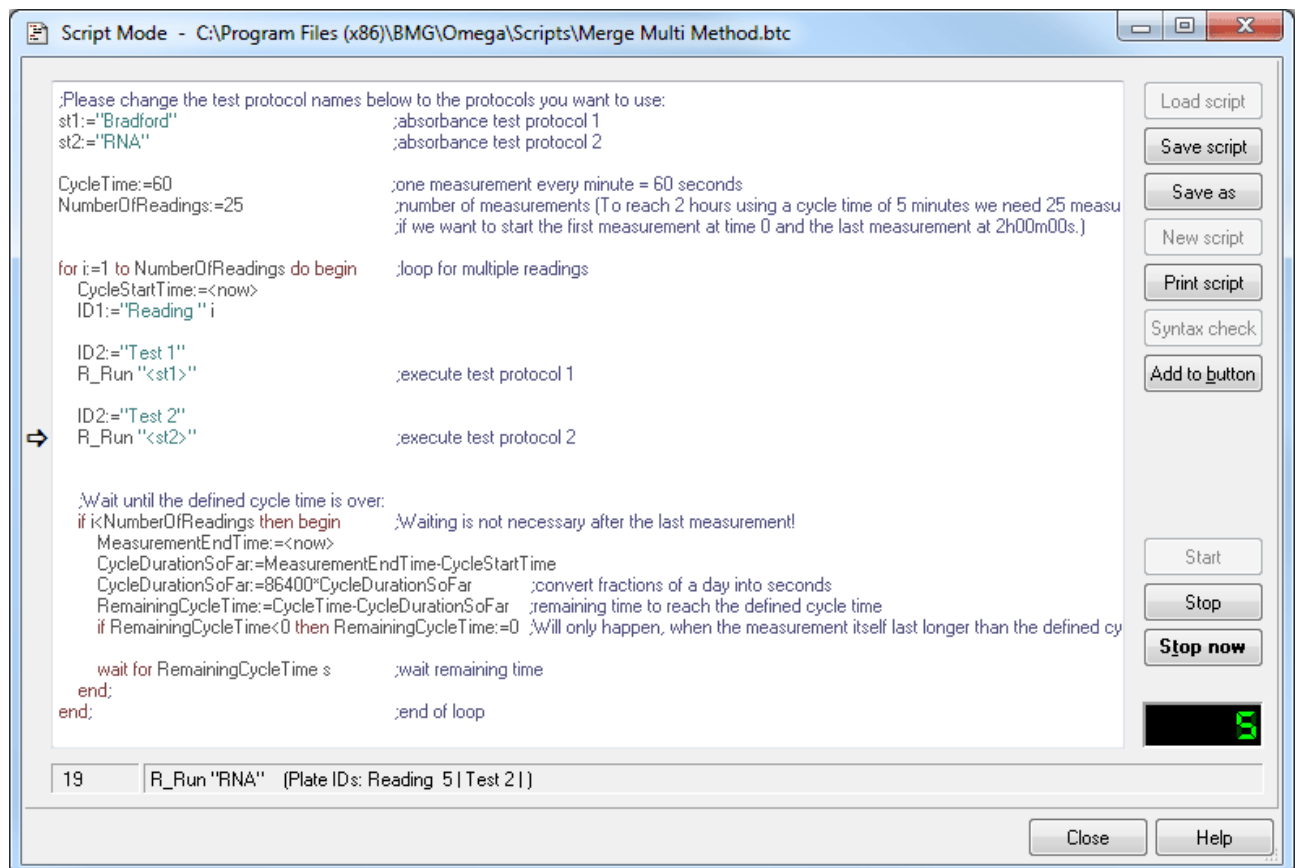 Script Mode - C:\Program Files (x86)\BMG\Omega\Scripts\Merge Multi Method.btc
;Please change the test protocol names below to the protocols you want to use:
st1:="Bradford" ;absorbance test protocol 1
st2:="RNA" ;absorbance test protocol 2
CycleTime:=60 ;one measurement every minute = 60 seconds
NumberOfReadings:=25 ;number of measurements (To reach 2 hours using a cycle time of 5 minutes we need 25 measu
;if we want to start the first measurement at time 0 and the last measurement at 2h00m00s.)
for i:=1 to NumberOfReadings do begin ;loop for multiple readings
CycleStartTime:=<now>
ID1:="Reading " i
ID2:="Test 1"
R_Run "<st1>" ;execute test protocol 1
ID2:="Test 2"
R_Run "<st2>" ;execute test protocol 2
;Wait until the defined cycle time is over:
if i<NumberOfReadings then begin ;Waiting is not necessary after the last measurement!
MeasurementEndTime:=<now>
CycleDurationSoFar:=MeasurementEndTime-CycleStartTime
CycleDurationSoFar:=86400*CycleDurationSoFar ;convert fractions of a day into seconds
RemainingCycleTime:=CycleTime-CycleDurationSoFar ;remaining time to reach the defined cycle time
if RemainingCycleTime<0 then RemainingCycleTime:=0 ;Will only happen, when the measurement itself last longer than the defined cy
wait for RemainingCycleTime s ;wait remaining time
end;
end; ;end of loop
Load script
Save script
Save as
New script
Print script
Syntax check
Add to button
Start
Stop
Stop now
5
19 R_Run "RNA" (Plate IDs: Reading 5 | Test 2 | )
Close Help